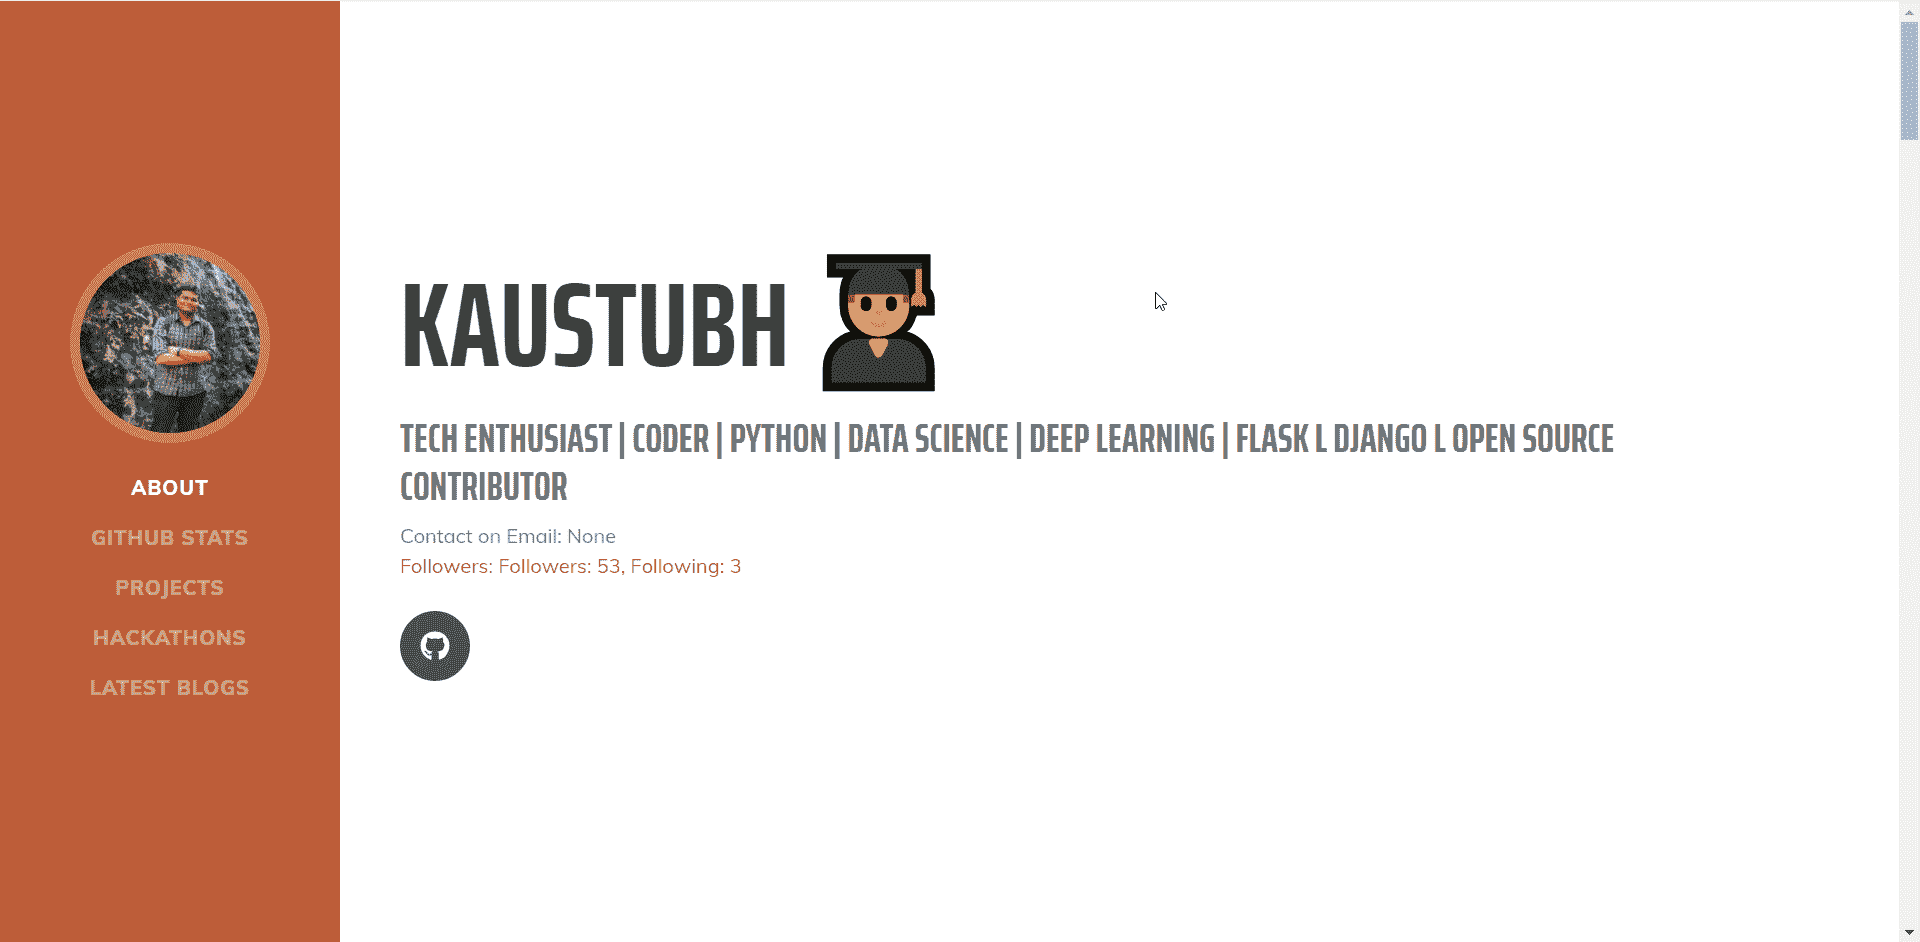 ABOUT
GITHUB STATS
PROJECTS
HACKATHONS
LATEST BLOGS
KAUSTUBH
TECH ENTHUSIAST | CODER | PYTHON | DATA SCIENCE | DEEP LEARNING | FLASK L DJANGO L OPEN SOURCE
CONTRIBUTOR
Contact on Email: None
Followers: Followers: 53, Following: 3